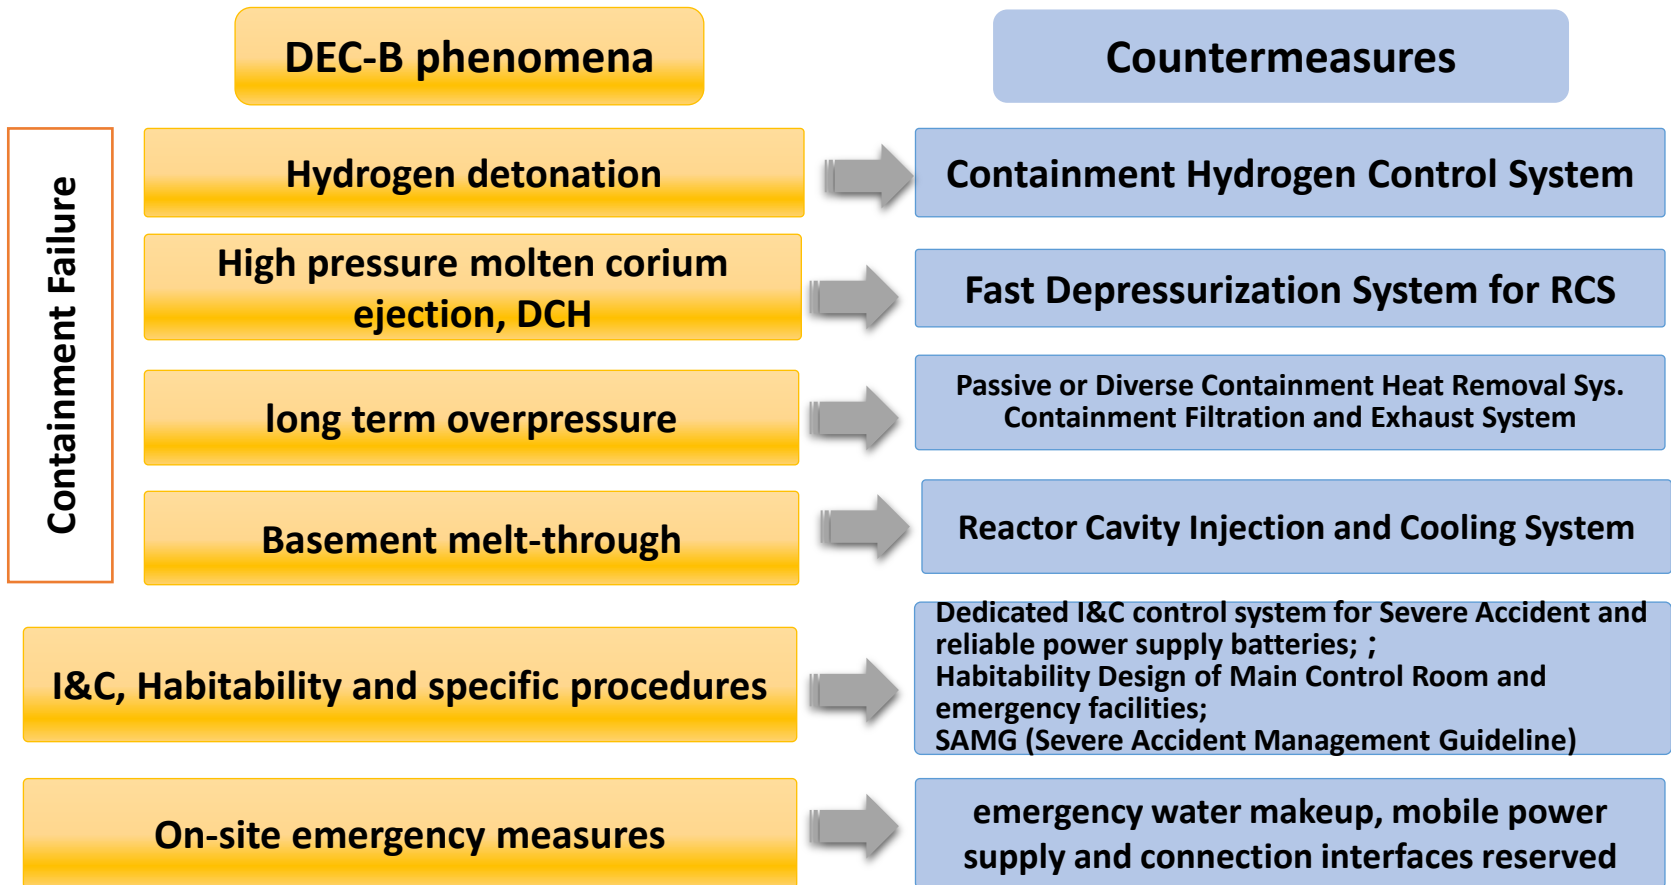 DEC-B phenomena
Countermeasures
Containment Failure
Hydrogen detonation
Containment Hydrogen Control System
High pressure molten corium
ejection, DCH
Fast Depressurization System for RCS
long term overpressure
Passive or Diverse Containment Heat Removal Sys.
Containment Filtration and Exhaust System
Basement melt-through
Reactor Cavity Injection and Cooling System
I&C, Habitability and specific procedures
Dedicated I&C control system for Severe Accident and
reliable power supply batteries; ;
Habitability Design of Main Control Room and
emergency facilities;
SAMG (Severe Accident Management Guideline)
On-site emergency measures
emergency water makeup, mobile power
supply and connection interfaces reserved